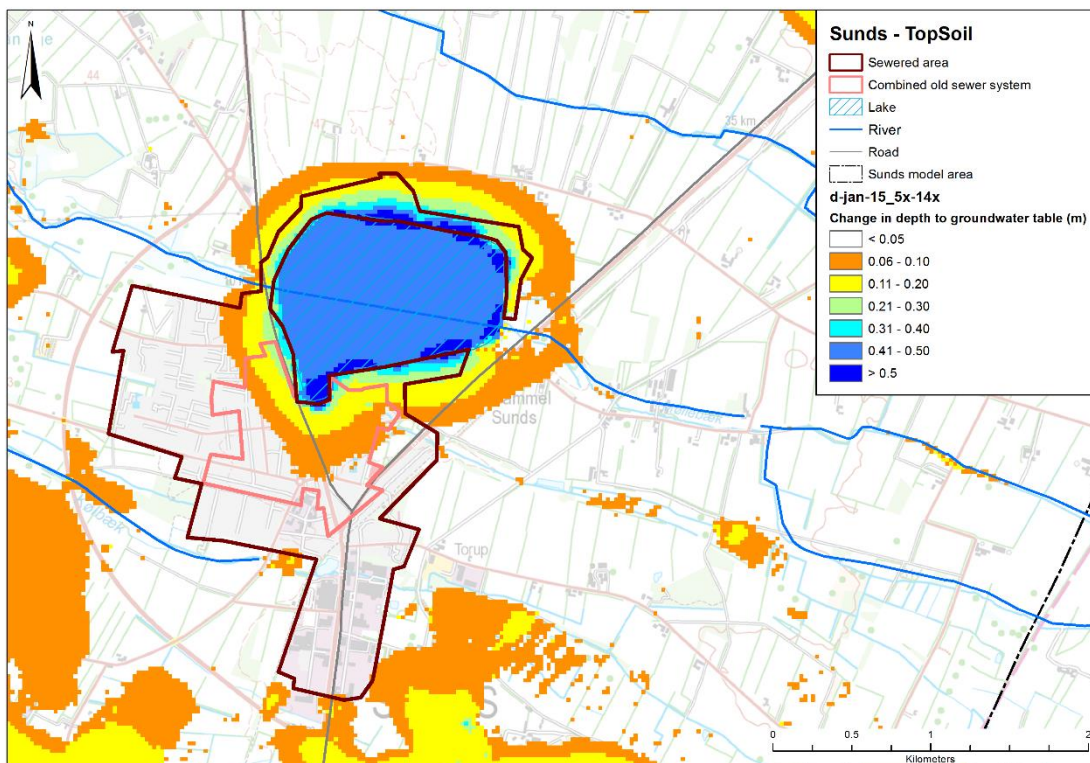 N
44
47
35 km
Sunds - TopSoil
Sewered area
Combined old sewer system
Lake
River
Road
Sunds model area
d-jan-15_5x-14x
Change in depth to groundwater table (m)
< 0.05
0.06 - 0.10
0.11 - 0.20
0.21 - 0.30
0.31 - 0.40
0.41 - 0.50
> 0.5
Sunds
Torup
0 0.5 1 2
Kilometers